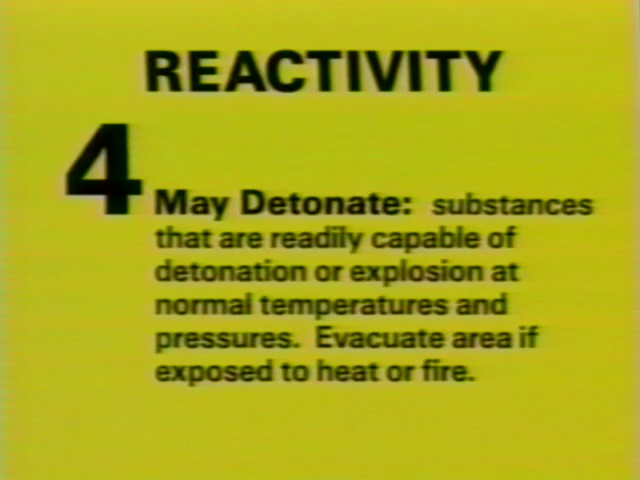 REACTIVITY
4
May Detonate: substances
that are readily capable of
detonation or explosion at
normal temperatures and
pressures. Evacuate area if
exposed to heat or fire.